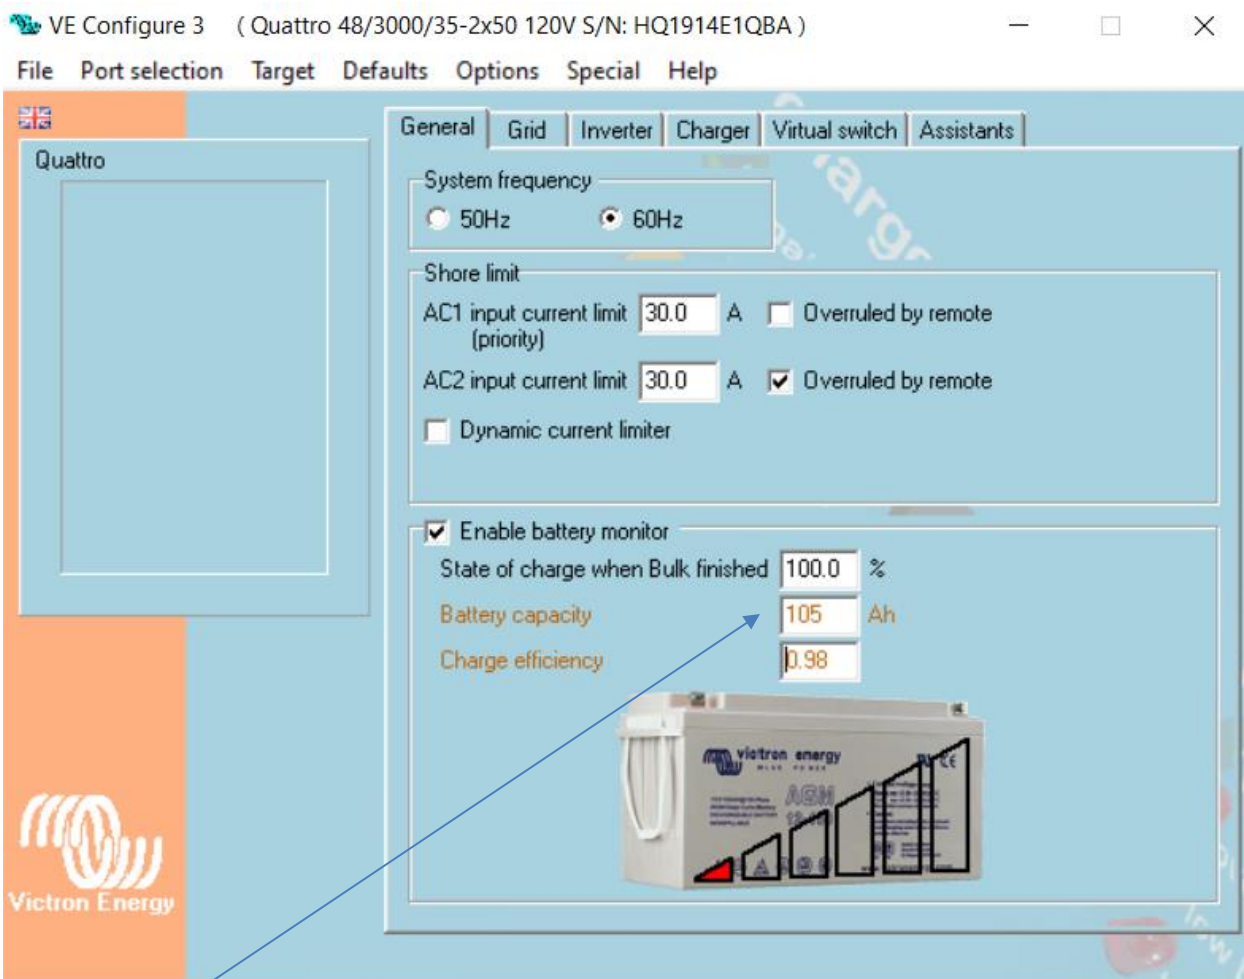 VE Configure 3 ( Quattro 48/3000/35-2x50 120V S/N: HQ1914E1QBA )
File Port selection Target Defaults Options Special Help
General Grid Inverter Charger Virtual switch Assistants
Quattro
System frequency
50Hz 60Hz
Shore limit
AC1 input current limit 30.0 A Overruled by remote
(priority)
AC2 input current limit 30.0 A Overruled by remote
Dynamic current limiter
Enable battery monitor
State of charge when Bulk finished 100.0 %
Battery capacity 105 Ah
Charge efficiency 0.98
victron energy
BLUE POWER
AGM
Victron Energy